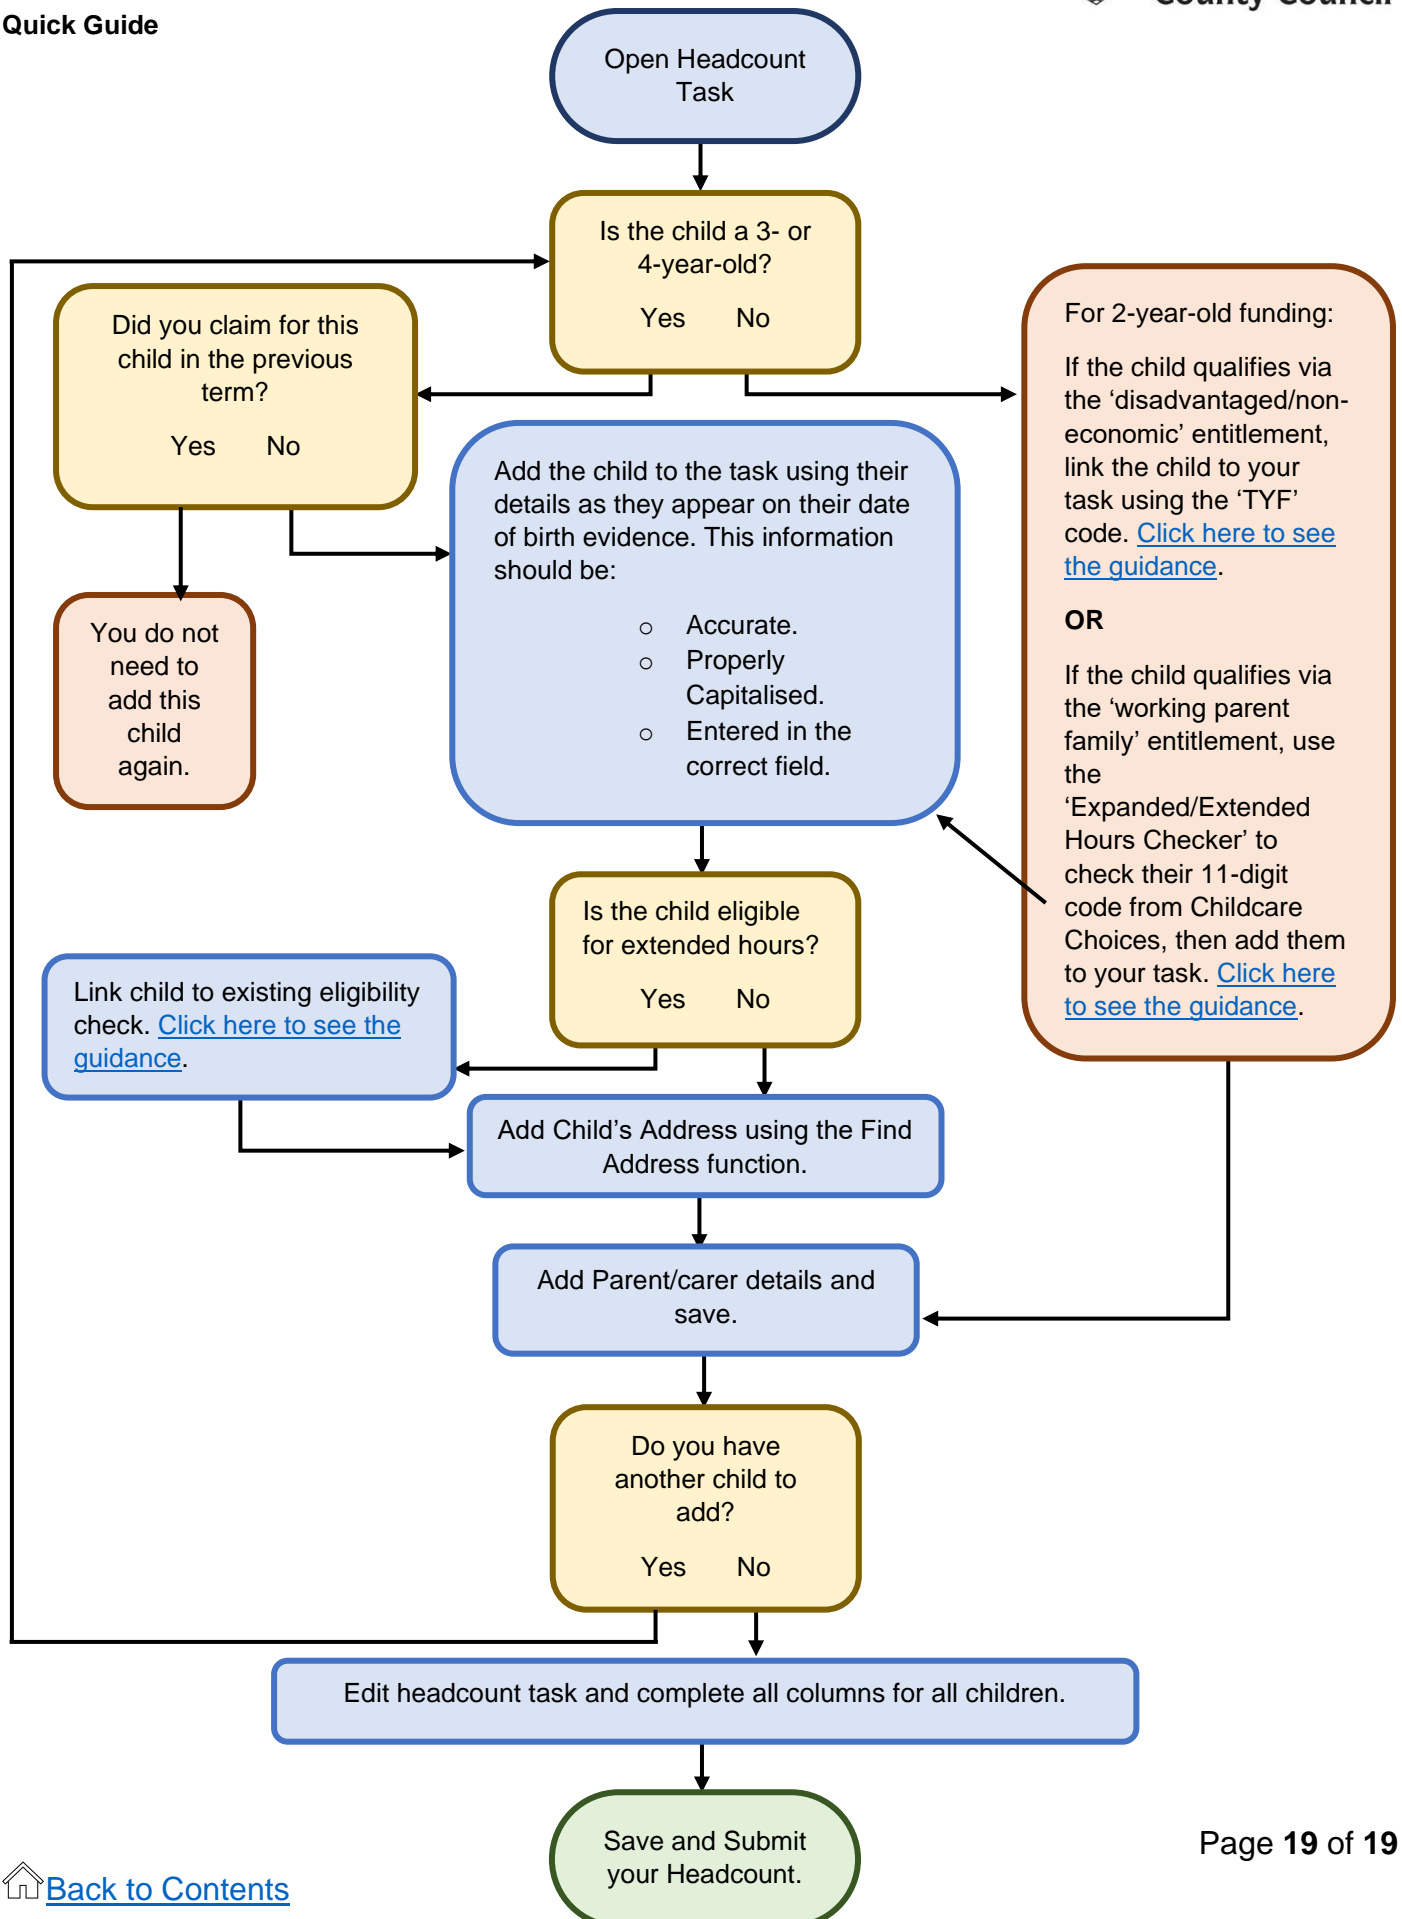 County Council
Quick Guide
Open Headcount
Task
Is the child a 3- or
4-year-old?
Yes No
Did you claim for this
child in the previous
term?
Yes No
For 2-year-old funding:
If the child qualifies via
the ‘disadvantaged/non-
economic’ entitlement,
link the child to your
task using the ‘TYF’
code. Click here to see
the guidance.
OR
If the child qualifies via
the ‘working parent
family’ entitlement, use
the
‘Expanded/Extended
Hours Checker’ to
check their 11-digit
code from Childcare
Choices, then add them
to your task. Click here
to see the guidance.
Add the child to the task using their
details as they appear on their date
of birth evidence. This information
should be:
o Accurate.
o Properly
Capitalised.
o Entered in the
correct field.
You do not
need to
add this
child
again.
Is the child eligible
for extended hours?
Yes No
Link child to existing eligibility
check. Click here to see the
guidance.
Add Child’s Address using the Find
Address function.
Add Parent/carer details and
save.
Do you have
another child to
add?
Yes No
Edit headcount task and complete all columns for all children.
Save and Submit
your Headcount.
Page 19 of 19
Back to Contents